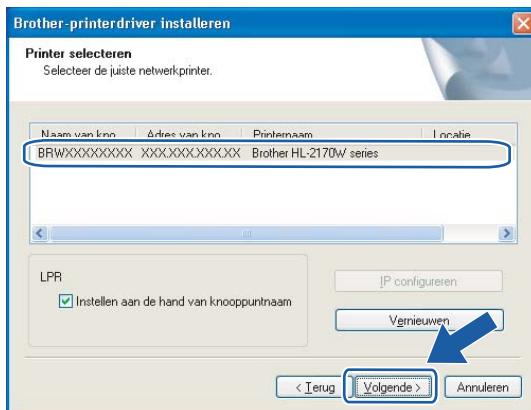 Brother-printerdriver installeren
Printer selecteren
Selecteer de juiste netwerkprinter.
Naam van kno... Adres van kno... Printernaam Locatie
BRWXXXXXXXX XXX.XXX.XXX.XX Brother HL-2170W series
LPR
Instellen aan de hand van knooppuntnaam
IP configureren
Vernieuwen
< Terug Volgende > Annuleren